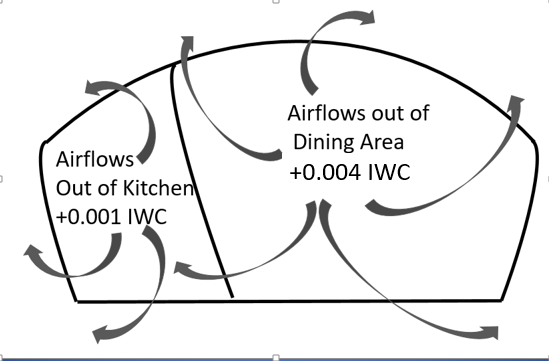 Airflows
Out of Kitchen
+0.001 IWC
Airflows out of
Dining Area
+0.004 IWC